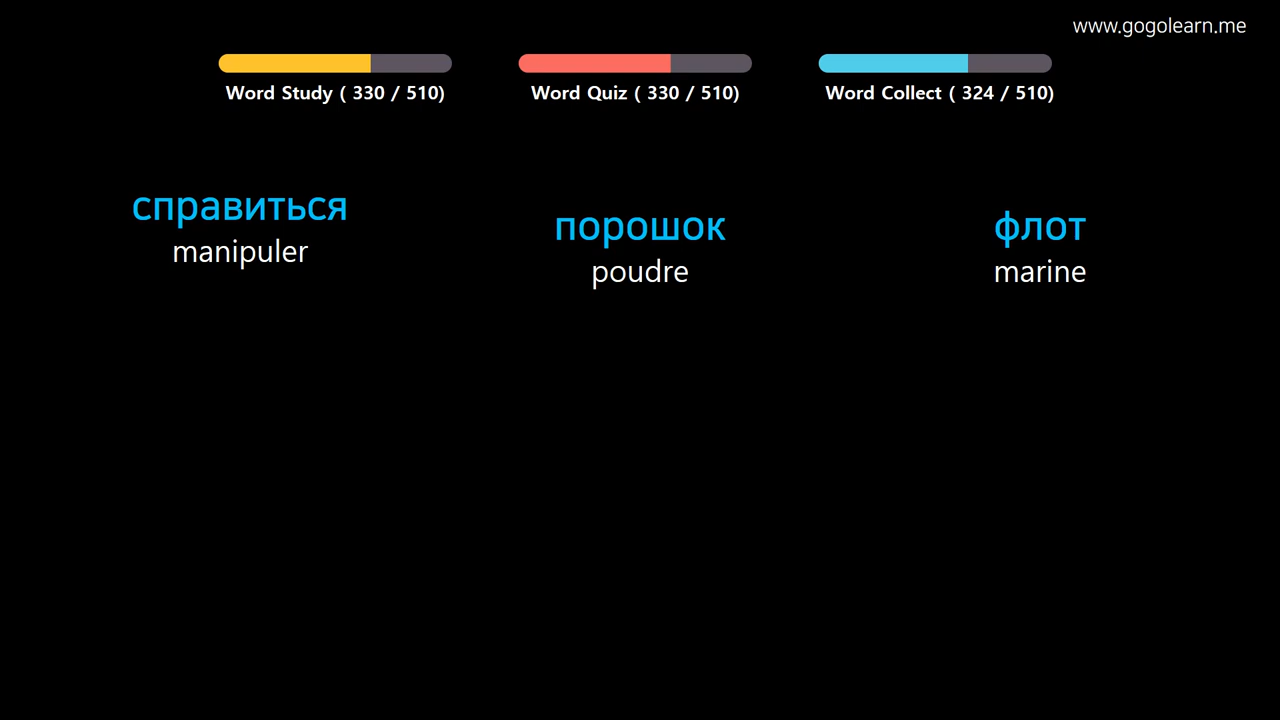 www.gogolearn.me
Word Study ( 330 / 510)
Word Quiz ( 330 / 510)
Word Collect ( 324 / 510)
справиться
manipuler
порошок
poudre
флот
marine